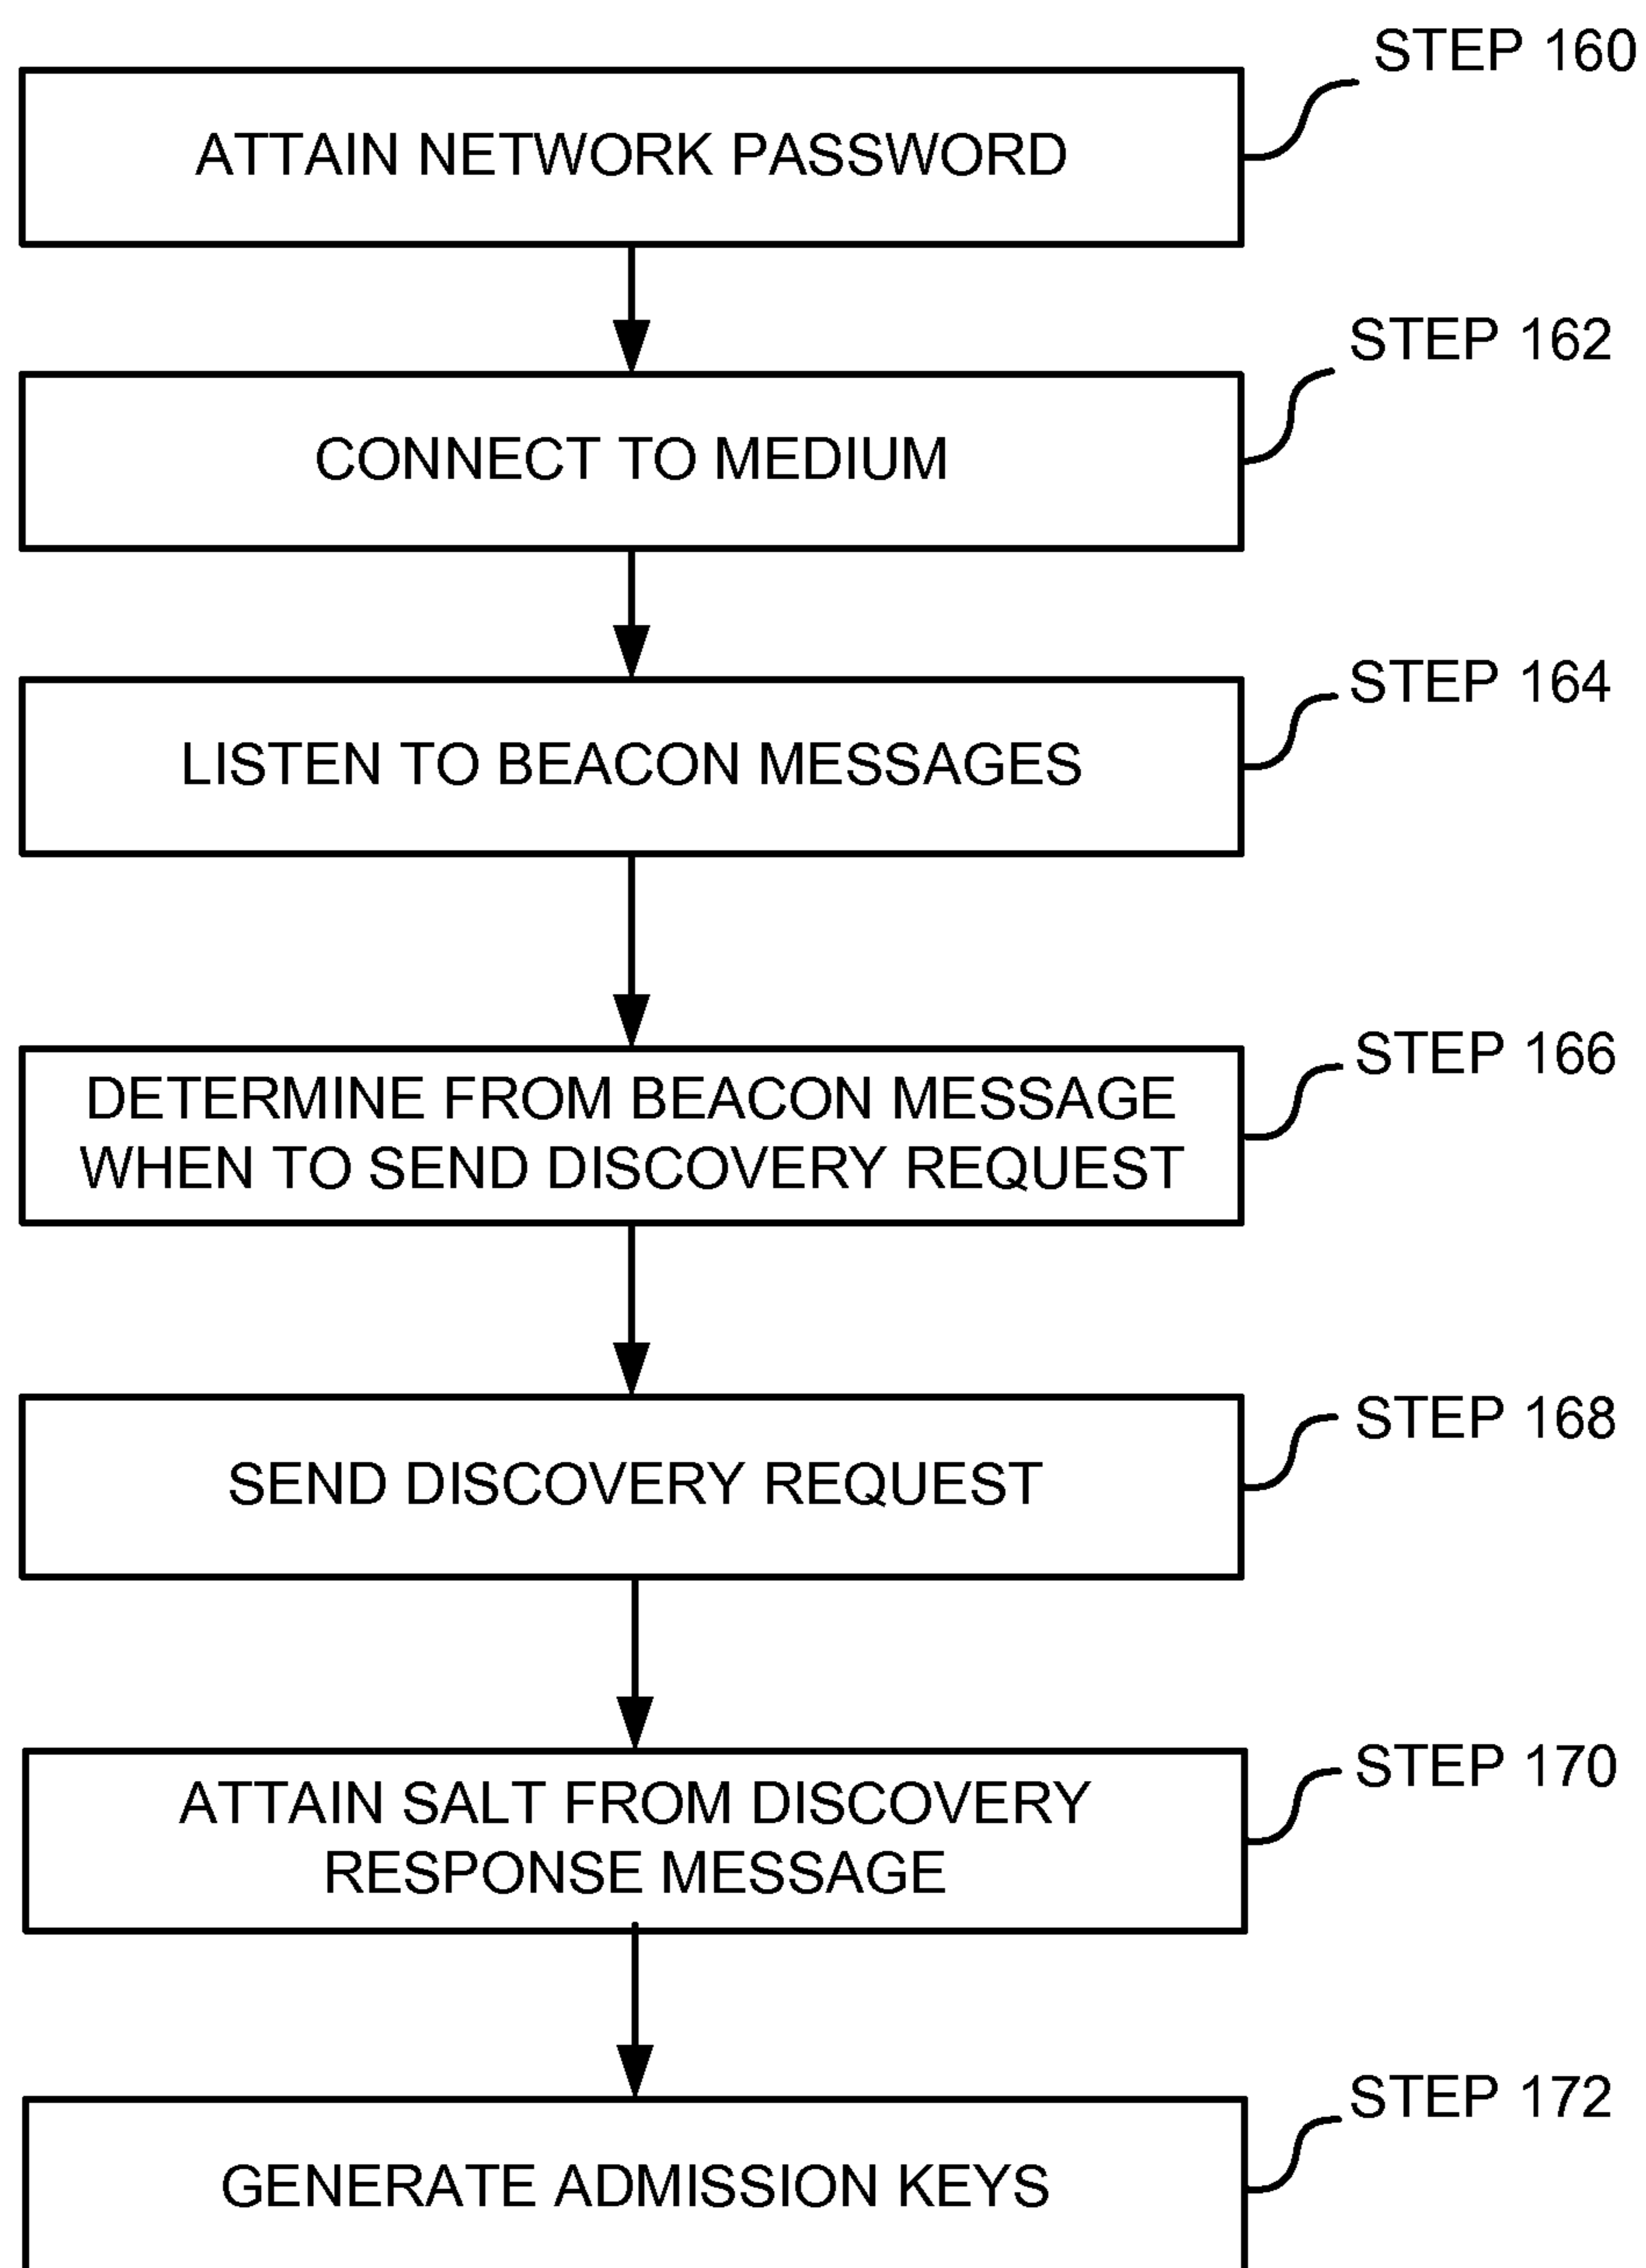 STEP 160
ATTAIN NETWORK PASSWORD
STEP 162
CONNECT TO MEDIUM
STEP 164
LISTEN TO BEACON MESSAGES
STEP 166
DETERMINE FROM BEACON MESSAGE
WHEN TO SEND DISCOVERY REQUEST
STEP 168
SEND DISCOVERY REQUEST
STEP 170
ATTAIN SALT FROM DISCOVERY
RESPONSE MESSAGE
STEP 172
GENERATE ADMISSION KEYS